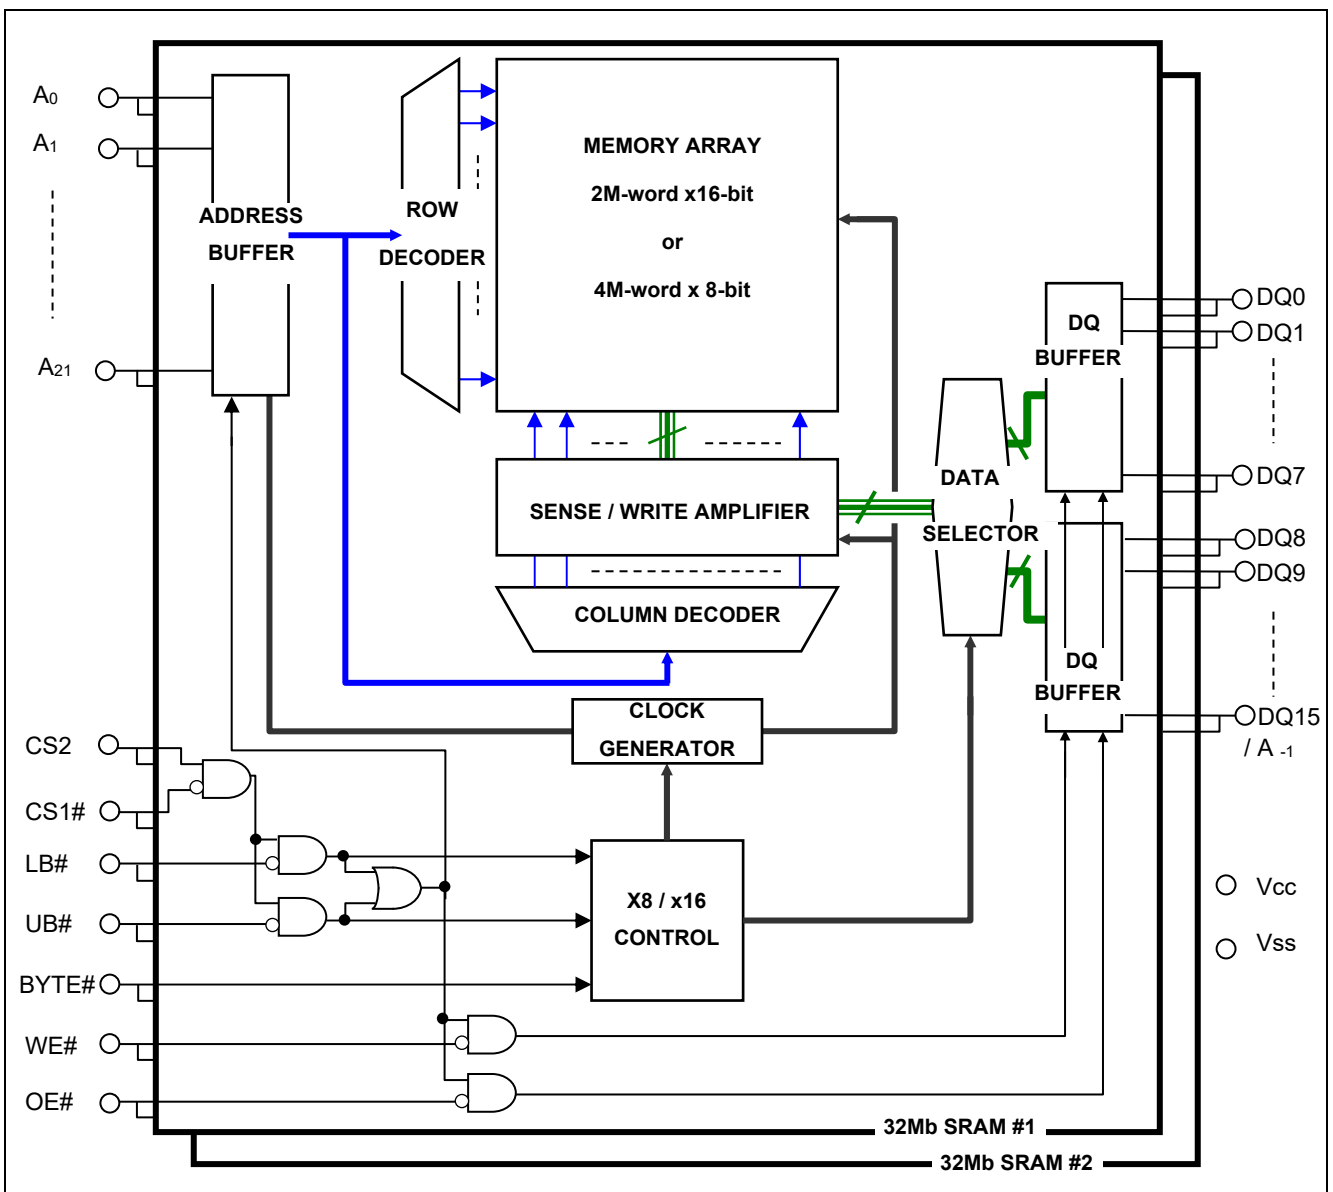 A0
A1
A21
ADDRESS
BUFFER
ROW
DECODER
MEMORY ARRAY
2M-word x16-bit
or
4M-word x 8-bit
SENSE / WRITE AMPLIFIER
COLUMN DECODER
CLOCK
GENERATOR
DATA
SELECTOR
DQ
BUFFER
DQ
BUFFER
DQ0
DQ1
DQ7
DQ8
DQ9
DQ15
/ A -1
CS2
CS1#
LB#
UB#
BYTE#
WE#
OE#
X8 / x16
CONTROL
Vcc
Vss
32Mb SRAM #1
32Mb SRAM #2